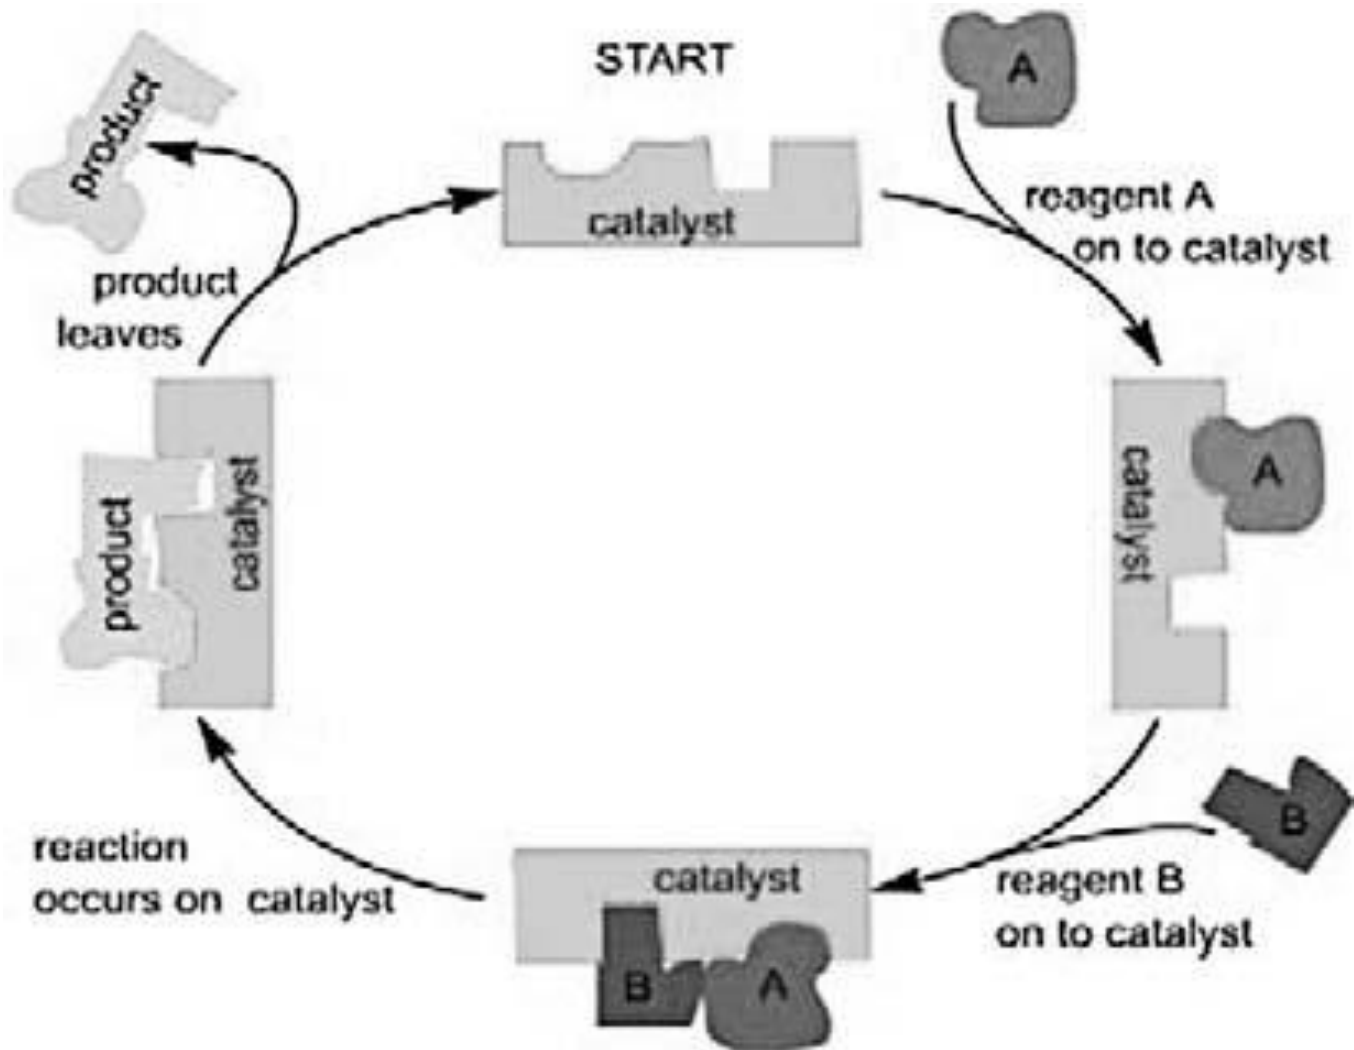 START
A
catalyst
reagent A
on to catalyst
catalyst
A
B
reagent B
on to catalyst
catalyst
B
A
reaction
occurs on catalyst
product
catalyst
product
leaves
product